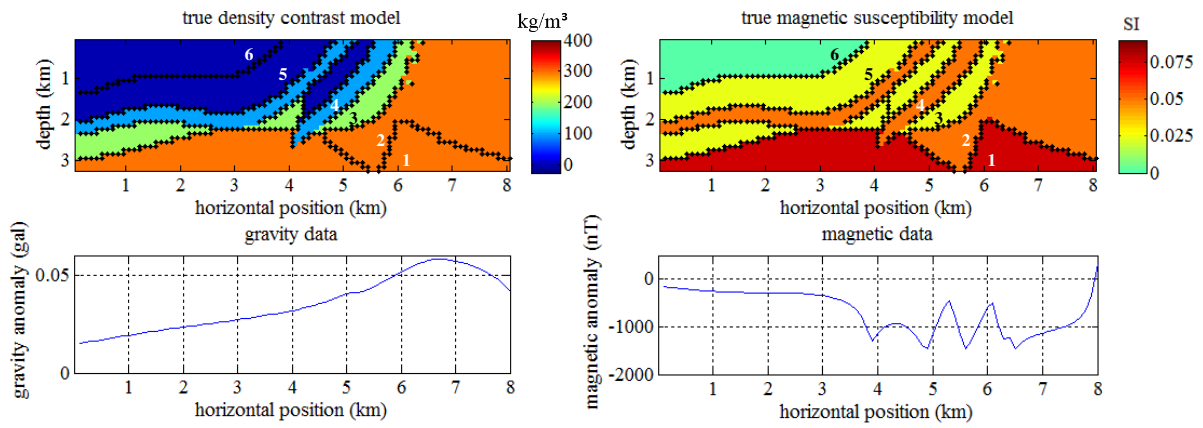 true density contrast model
kg/m³
6
5
4
3
2
1
depth (km)
1
2
3
1 2 3 4 5 6 7 8
horizontal position (km)
400
300
200
100
0
true magnetic susceptibility model
SI
6
5
4
3
2
1
depth (km)
1
2
3
1 2 3 4 5 6 7 8
horizontal position (km)
0.075
0.05
0.025
0
gravity data
gravity anomaly (gal)
0.05
0
1 2 3 4 5 6 7 8
horizontal position (km)
magnetic data
magnetic anomaly (nT)
0
-1000
-2000
1 2 3 4 5 6 7 8
horizontal position (km)